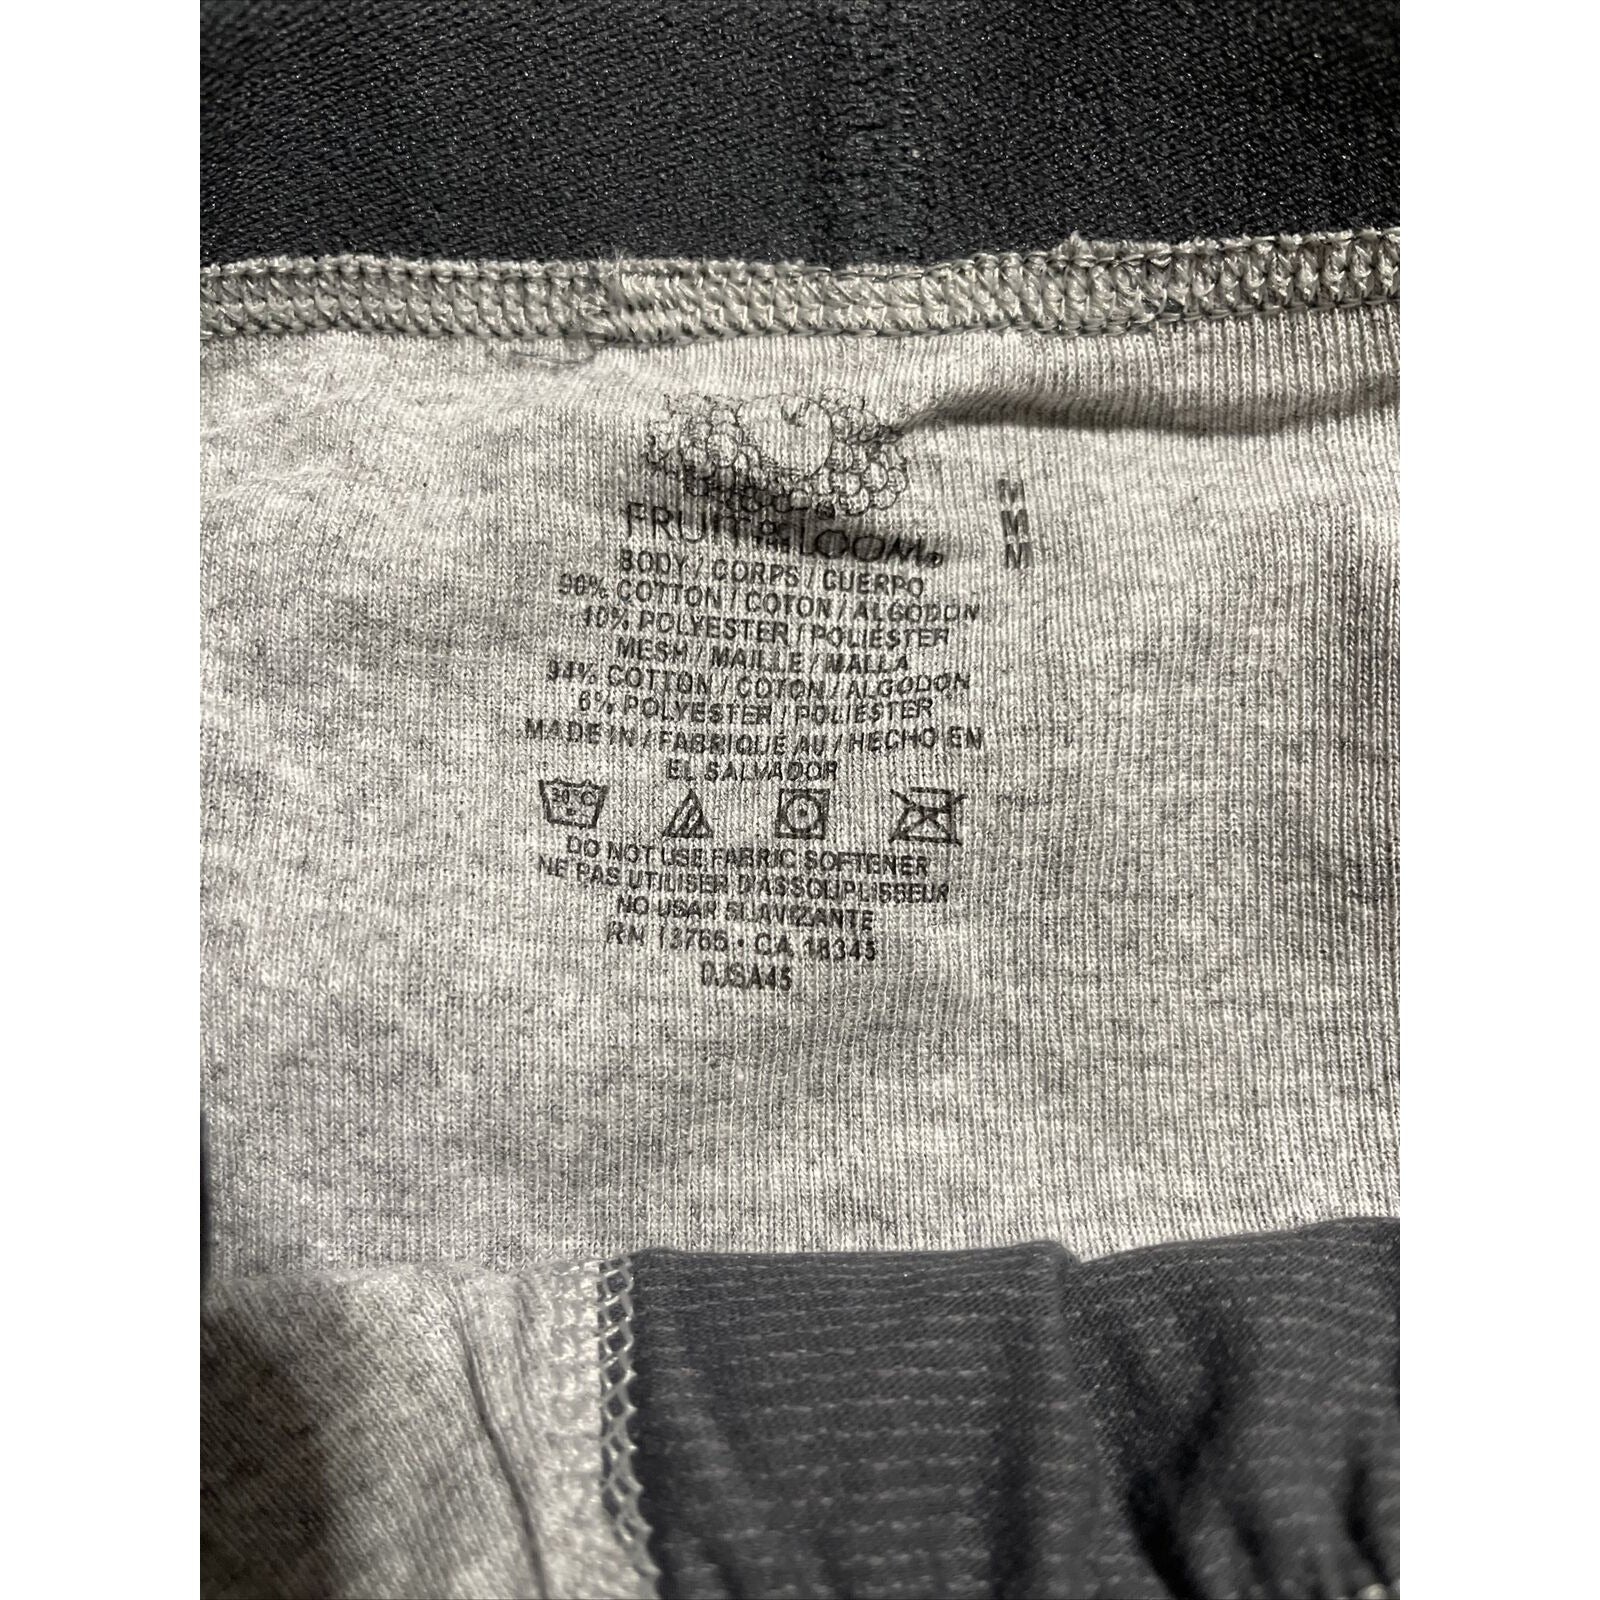 FRUIT OF THE LOOM®
M
M
M
BODY / CORPS / CUERPO
90% COTTON / COTON / ALGODON
10% POLYESTER / POLIESTER
MESH / MAILLE / MALLA
94% COTTON / COTON / ALGODON
6% POLYESTER / POLIESTER
MADE IN / FABRIQUE AU / HECHO EN
EL SALVADOR
30°C
DO NOT USE FABRIC SOFTENER
NE PAS UTILISER D'ASSOUPLISSEUR
NO USAR SUAVIZANTE
RN 13765 • CA 18345
DJSA45